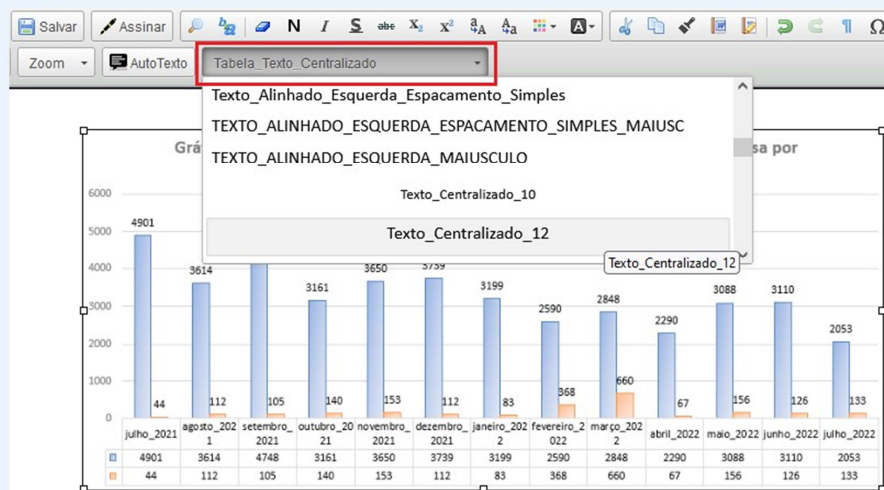 Salvar Assinar N I S abc X₂ X² A Aa A Ω
Zoom AutoTexto Tabela_Texto_Centralizado
Texto_Alinhado_Esquerda_Espacamento_Simples
TEXTO_ALINHADO_ESQUERDA_ESPACAMENTO_SIMPLES_MAIUSC
TEXTO_ALINHADO_ESQUERDA_MAIUSCULO
Texto_Centralizado_10
Texto_Centralizado_12
Texto_Centralizado_12
por
6000
5000
4000
3000
2000
1000
0
4901 3614 3161 3650 3739 3199 2590 2848 2290 3088 3110 2053
44 112 105 140 153 112 83 368 660 67 156 126 133
julho_2021 agosto_2021 setembro_2021 outubro_2021 novembro_2021 dezembro_2021 janeiro_2022 fevereiro_2022 março_2022 abril_2022 maio_2022 junho_2022 julho_2022
4901 3614 4748 3161 3650 3739 3199 2590 2848 2290 3088 3110 2053
44 112 105 140 153 112 83 368 660 67 156 126 133